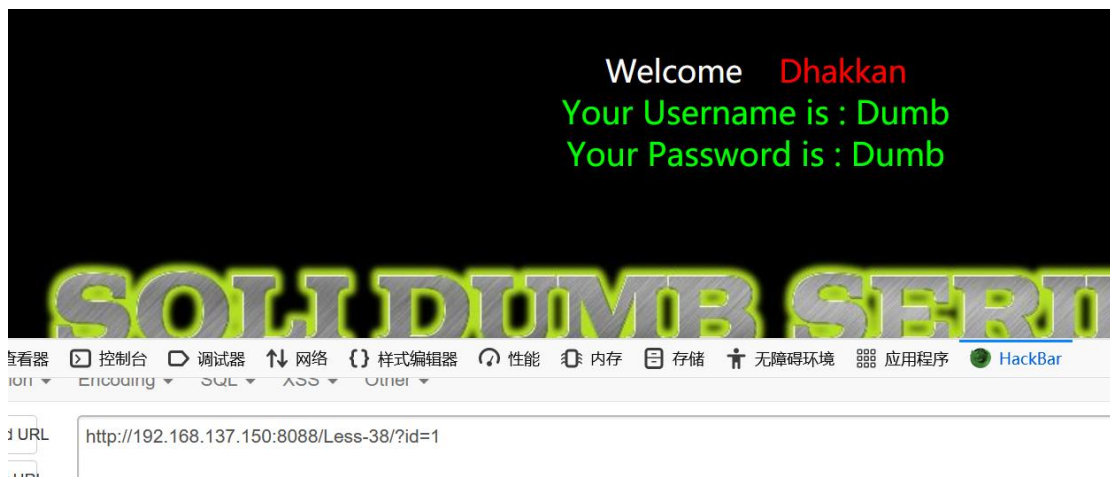 Welcome Dhakkan
Your Username is : Dumb
Your Password is : Dumb
SQLI DUMB SERIE
查看器 控制台 调试器 网络 {} 样式编辑器 性能 内存 存储 无障碍环境 应用程序 HackBar
Encoding SQL XSS Other
URL
http://192.168.137.150:8088/Less-38/?id=1